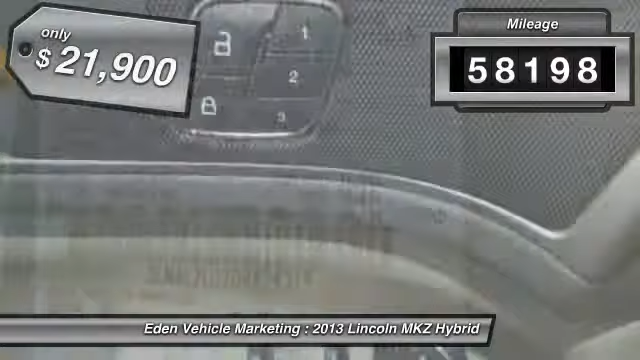 only
$ 21,900
Mileage
58198
1
2
3
Eden Vehicle Marketing : 2013 Lincoln MKZ Hybrid